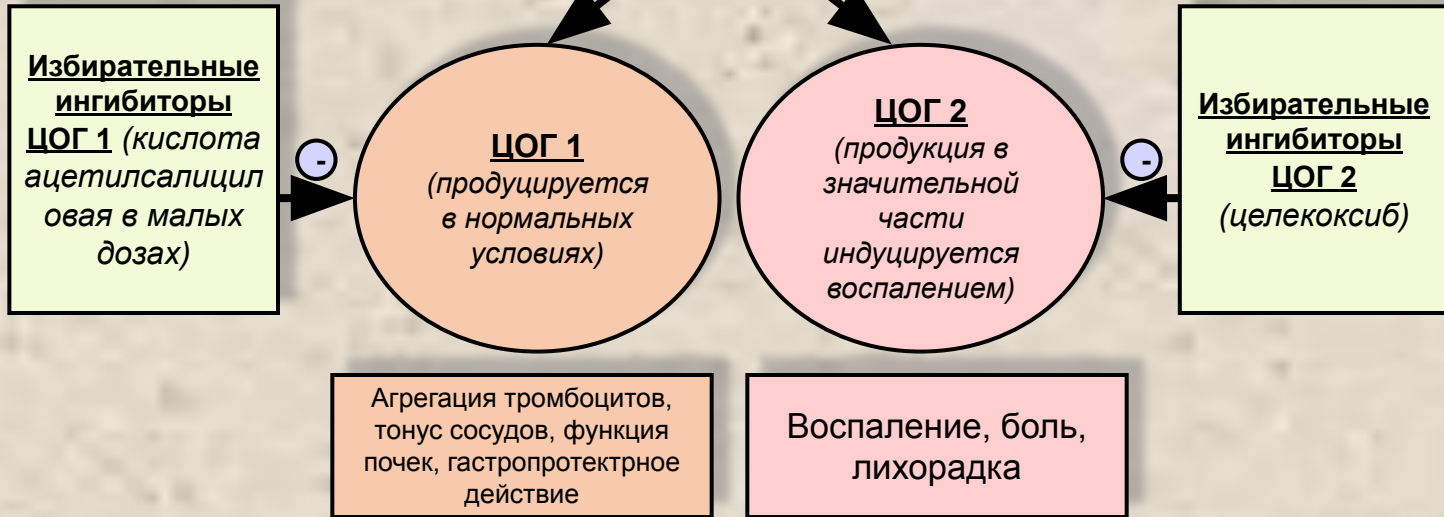 Избирательные
ингибиторы
ЦОГ 1 (кислота
ацетилсалицил
овая в малых
дозах)
-
ЦОГ 1
(продуцируется
в нормальных
условиях)
ЦОГ 2
(продукция в
значительной
части
индуцируется
воспалением)
-
Избирательные
ингибиторы
ЦОГ 2
(целекоксиб)
Агрегация тромбоцитов,
тонус сосудов, функция
почек, гастропротектрное
действие
Воспаление, боль,
лихорадка